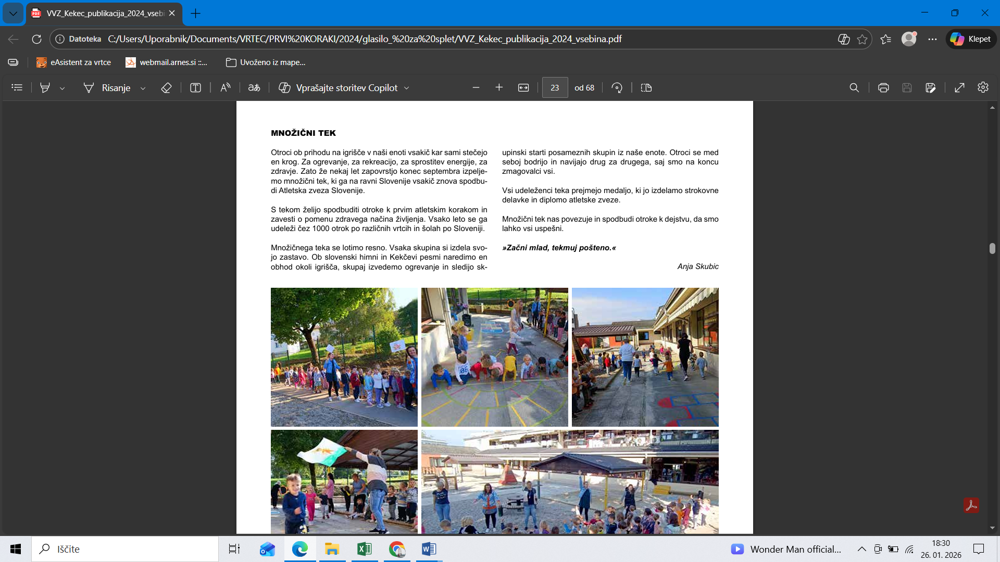 VVZ_Kekec_publikacija_2024_vsebi
Datoteka
C:/Users/Uporabnik/Documents/VRTEC/PRVI%20KORAKI/2024/glasilo_%20za%20splet/VVZ_Kekec_publikacija_2024_vsebina.pdf
Klepet
eAsistent za vrtce
webmail.arnes.si ::...
Uvoženo iz mape...
Risanje
Vprašajte storitev Copilot
23
od 68
MNOŽIČNI TEK
Otroci ob prihodu na igrišče v naši enoti vsakič kar sami stečejo
en krog. Za ogrevanje, za rekreacijo, za sprostitev energije, za
zdravje. Zato že nekaj let zapovrstjo konec septembra izpelje-
mo množični tek, ki ga na ravni Slovenije vsakič znova spodbu-
di Atletska zveza Slovenije.
S tekom želijo spodbuditi otroke k prvim atletskim korakom in
zavesti o pomenu zdravega načina življenja. Vsako leto se ga
udeleži čez 1000 otrok po različnih vrtcih in šolah po Sloveniji.
Množičnega teka se lotimo resno. Vsaka skupina si izdela svo-
jo zastavo. Ob slovenski himni in Kekčevi pesmi naredimo en
obhod okoli igrišča, skupaj izvedemo ogrevanje in sledijo sk-
upinski starti posameznih skupin iz naše enote. Otroci se med
seboj bodrijo in navijajo drug za drugega, saj smo na koncu
zmagovalci vsi.
Vsi udeleženci teka prejmejo medaljo, ki jo izdelamo strokovne
delavke in diplomo atletske zveze.
Množični tek nas povezuje in spodbudi otroke k dejstvu, da smo
lahko vsi uspešni.
»Začni mlad, tekmuj pošteno.«
Anja Skubic
Iščite
Wonder Man official...
18:30
26. 01. 2026